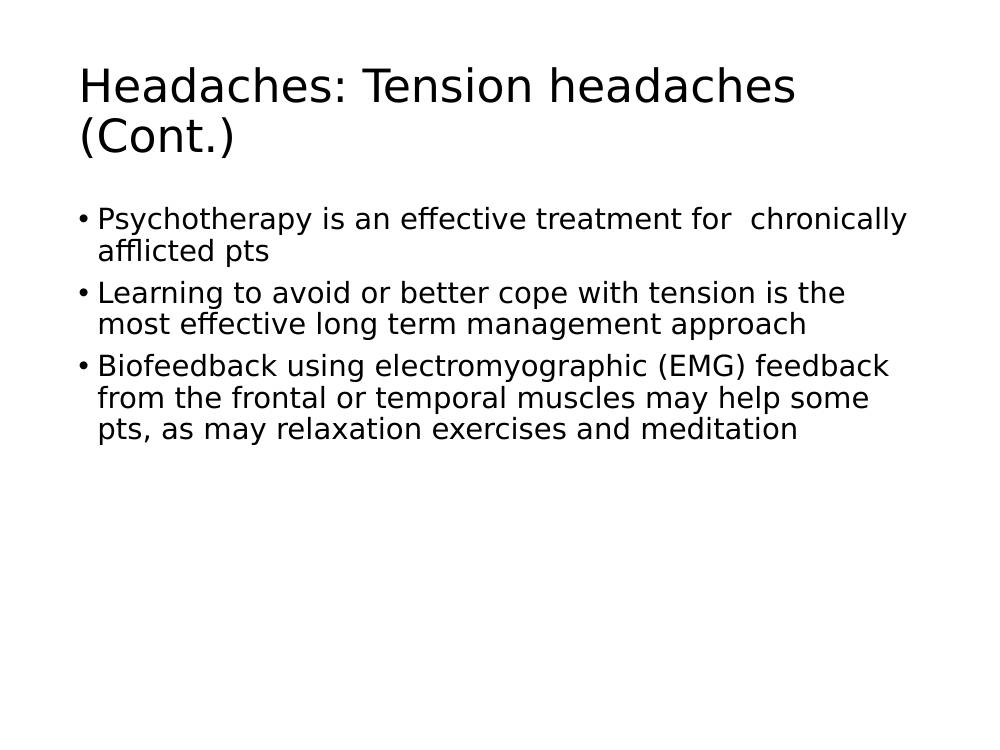 Headaches: Tension headaches
(Cont.)
• Psychotherapy is an effective treatment for  chronically
afflicted pts
• Learning to avoid or better cope with tension is the
most effective long term management approach
• Biofeedback using electromyographic (EMG) feedback
from the frontal or temporal muscles may help some
pts, as may relaxation exercises and meditation